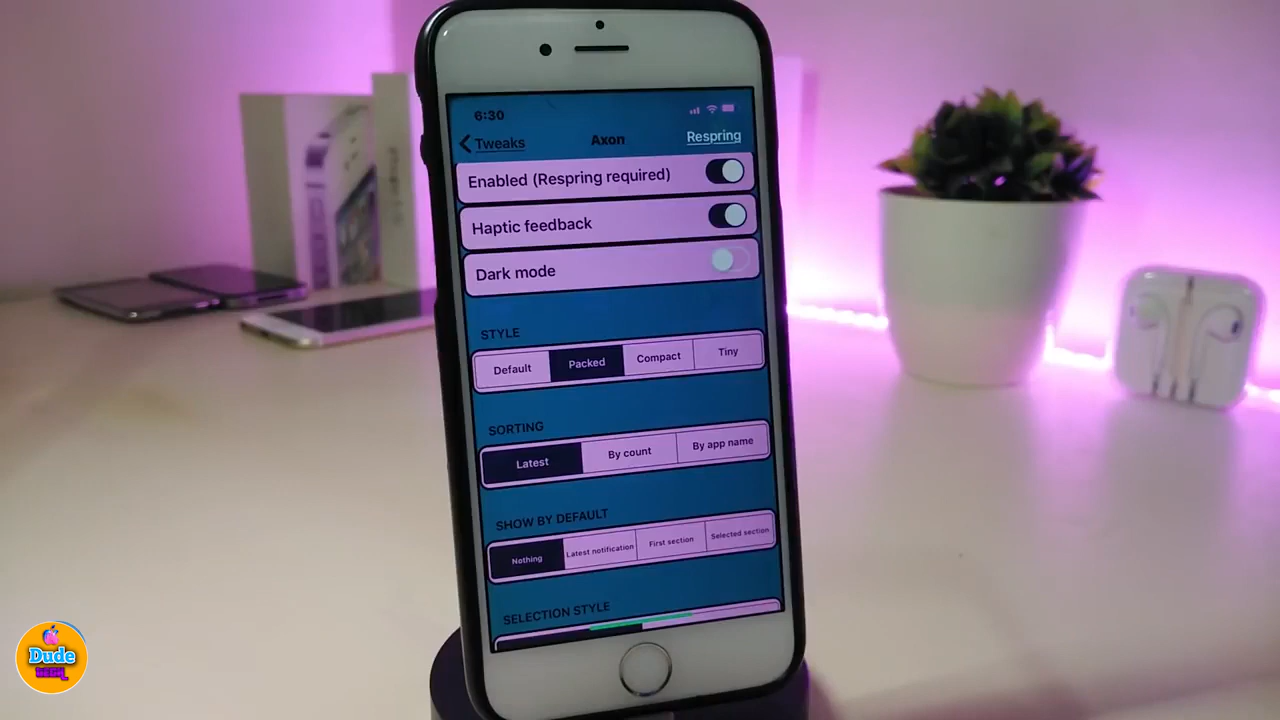 6:30
Tweaks Axon Respring
Enabled (Respring required)
Haptic feedback
Dark mode
STYLE
Default Packed Compact Tiny
SORTING
Latest By count By app name
SHOW BY DEFAULT
Nothing Latest notification First section Selected section
SELECTION STYLE
Dude